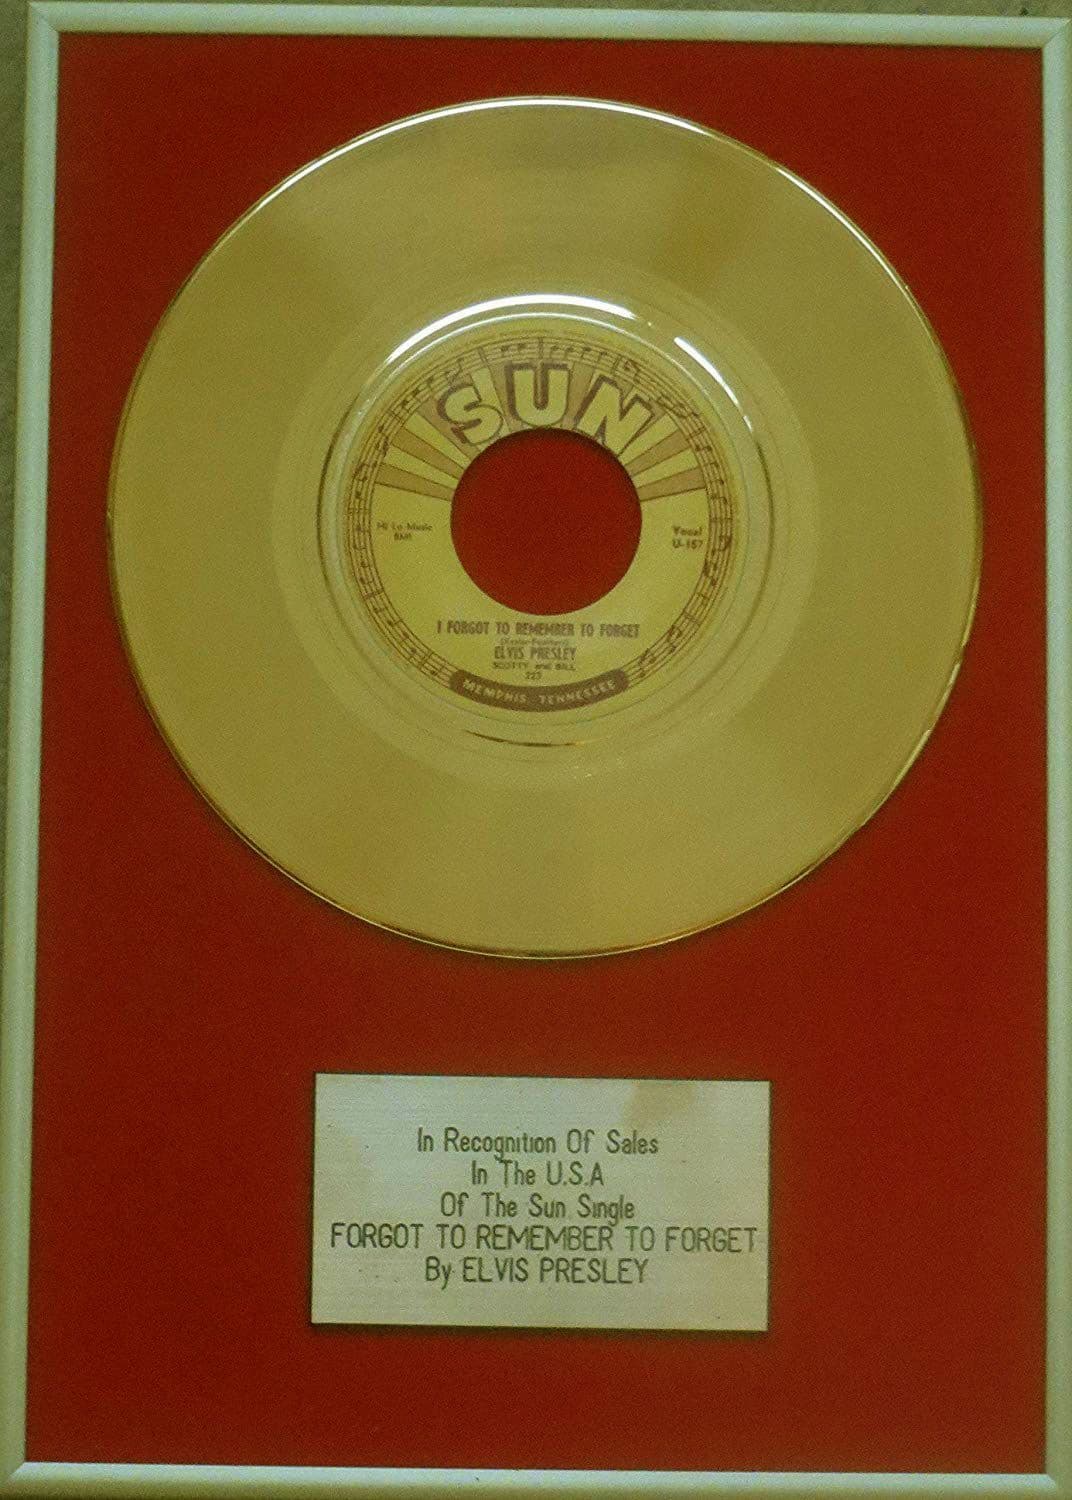 SUN
Hi Lo Music
BMI
Vocal
U-157
I FORGOT TO REMEMBER TO FORGET
(Kesler-Feathers)
ELVIS PRESLEY
SCOTTY and BILL
223
MEMPHIS TENNESSEE
In Recognition Of Sales
In The U.S.A
Of The Sun Single
FORGOT TO REMEMBER TO FORGET
By ELVIS PRESLEY